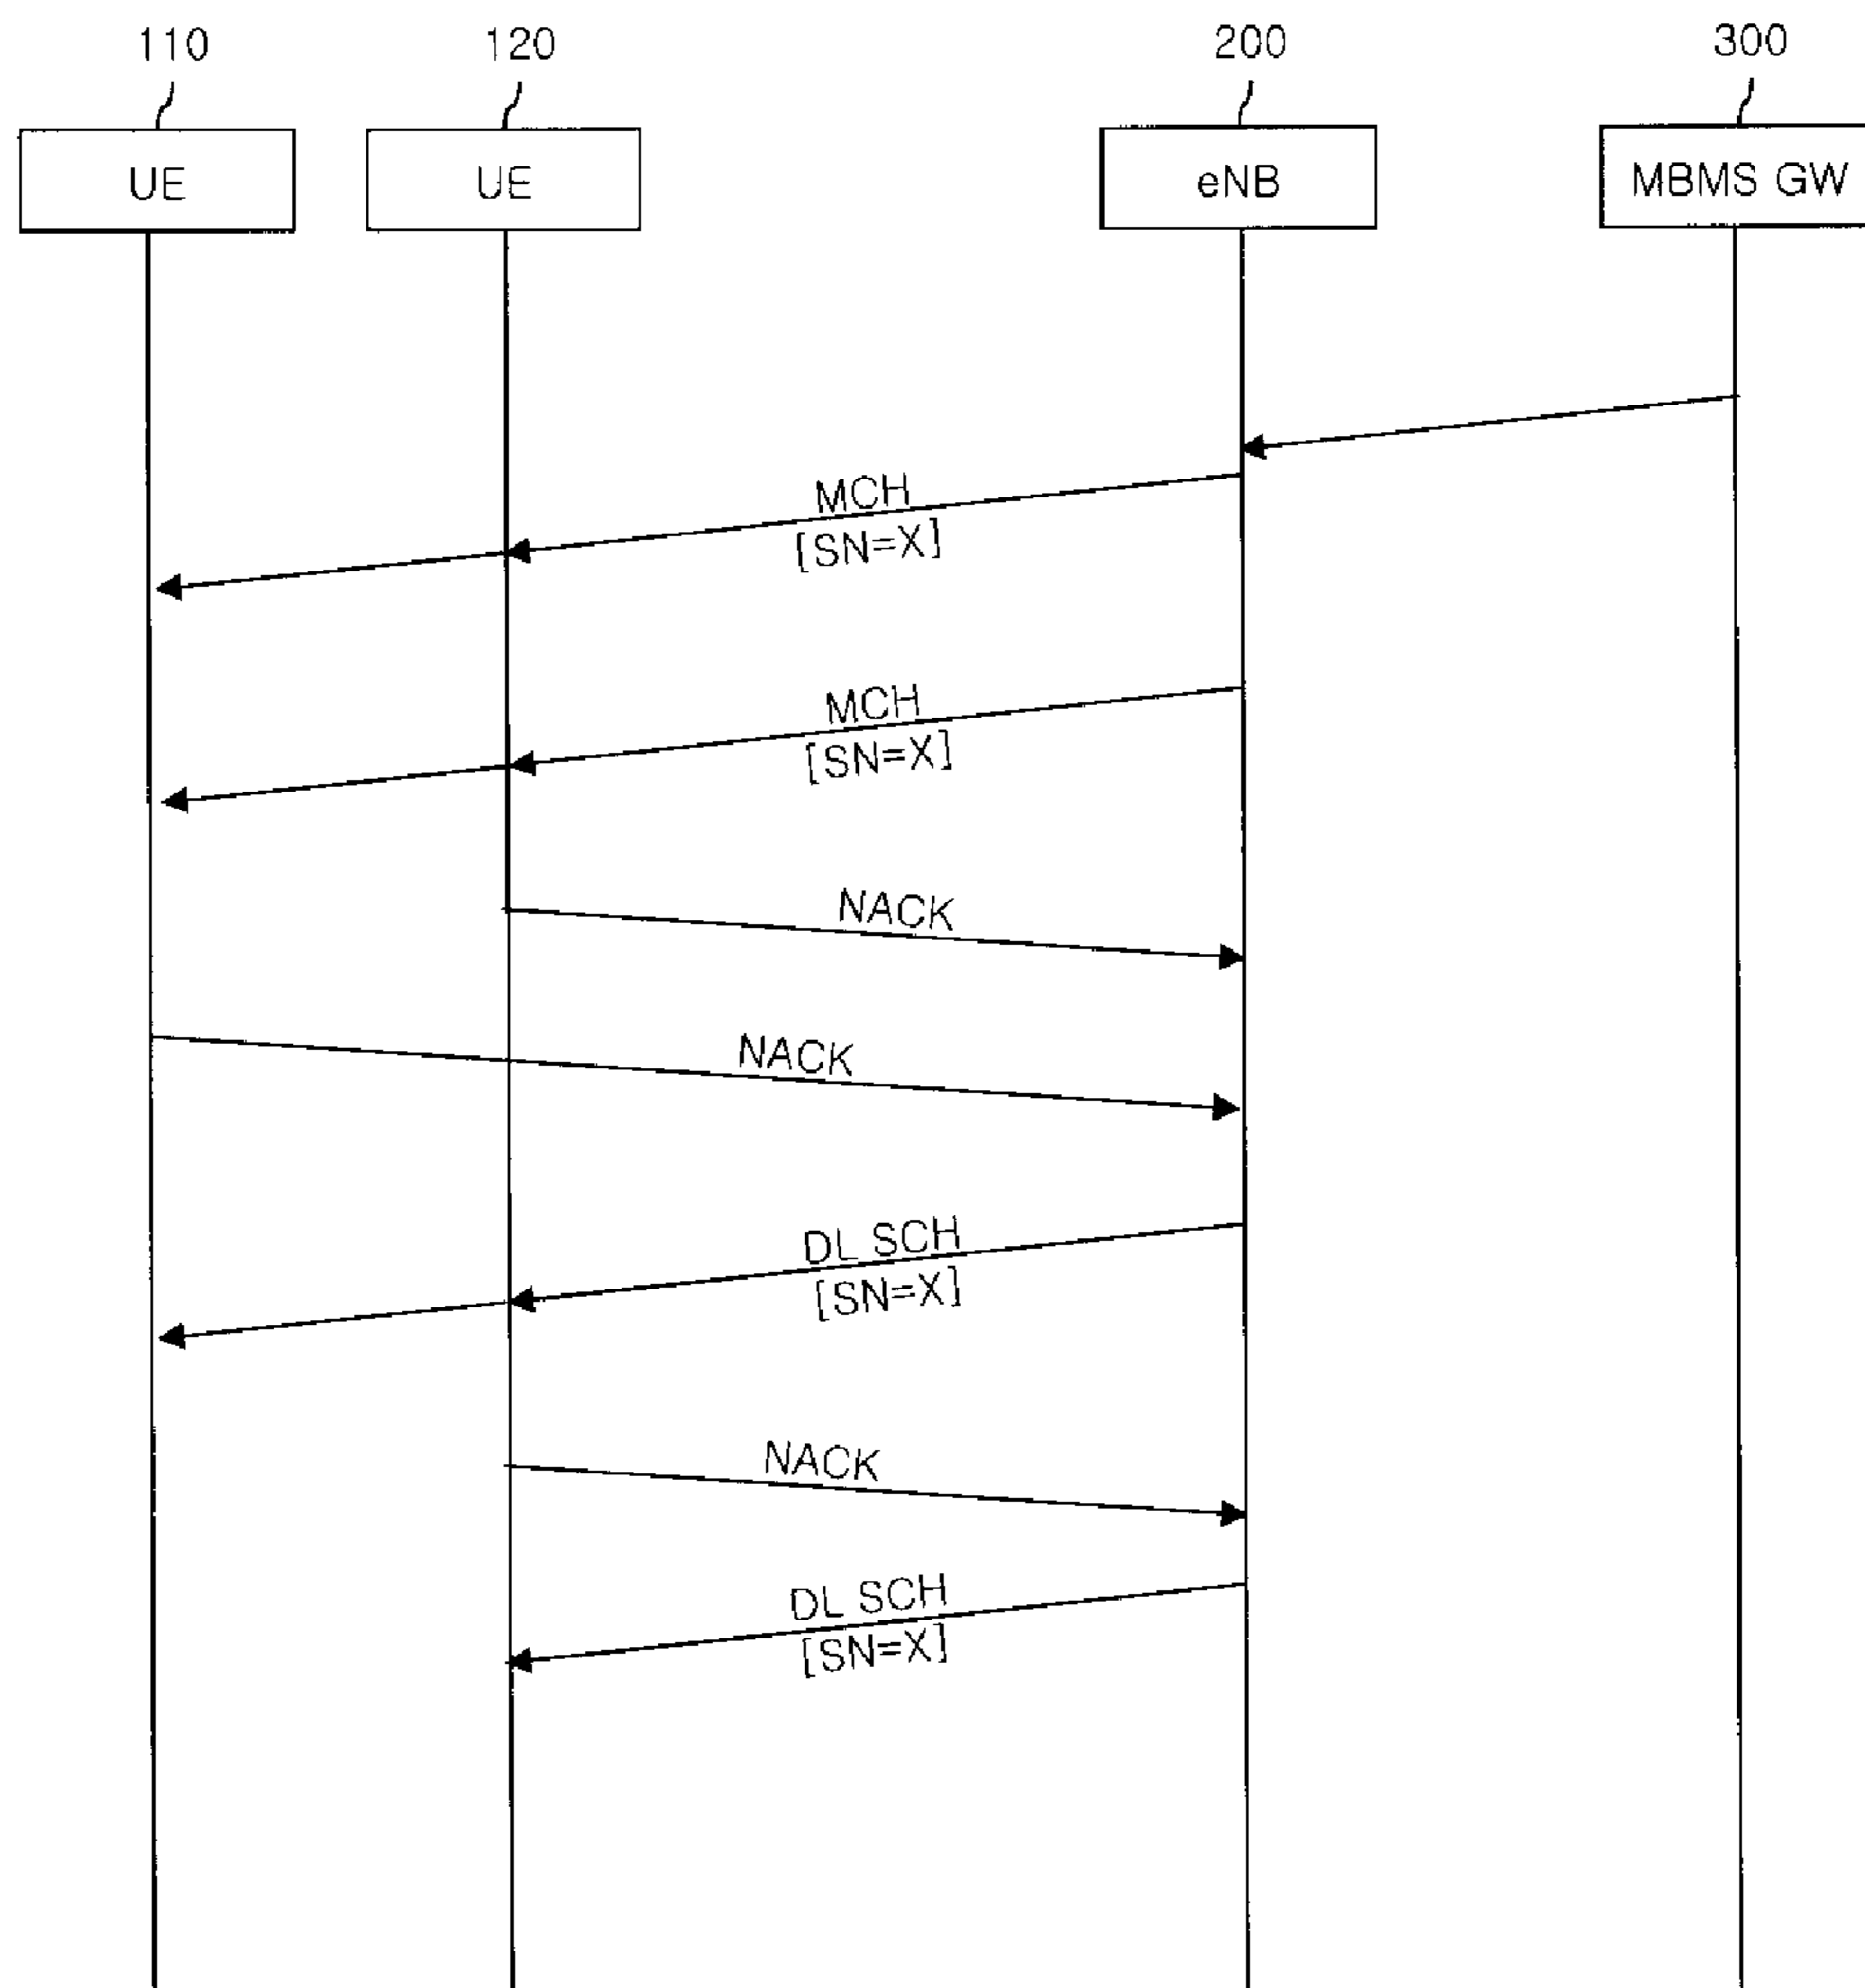 110
120
200
300
UE
UE
eNB
MBMS GW
MCH
[SN=X]
MCH
[SN=X]
NACK
NACK
DL SCH
[SN=X]
NACK
DL SCH
[SN=X]